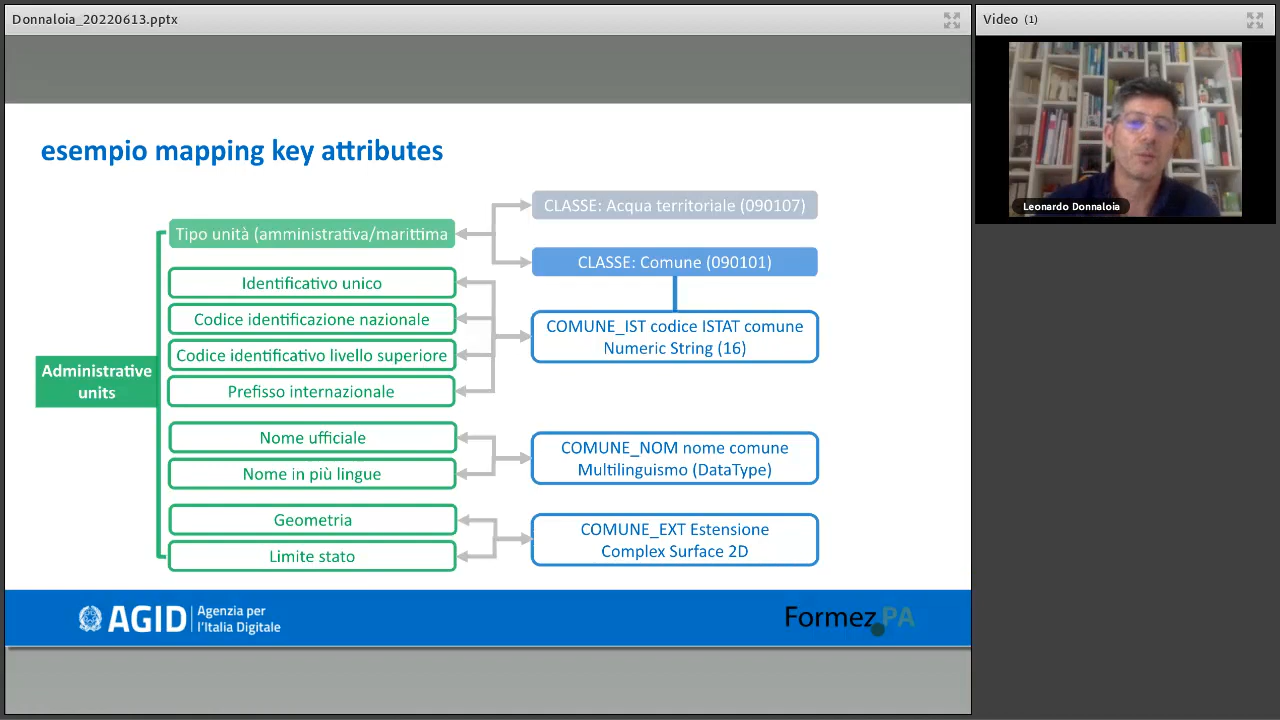 Donnaloia_20220613.pptx
Video (1)
Leonardo Donnaloia
esempio mapping key attributes
Administrative
units
Tipo unità (amministrativa/marittima
Identificativo unico
Codice identificazione nazionale
Codice identificativo livello superiore
Prefisso internazionale
Nome ufficiale
Nome in più lingue
Geometria
Limite stato
CLASSE: Acqua territoriale (090107)
CLASSE: Comune (090101)
COMUNE_IST codice ISTAT comune
Numeric String (16)
COMUNE_NOM nome comune
Multilinguismo (DataType)
COMUNE_EXT Estensione
Complex Surface 2D
AGID
Agenzia per
l'Italia Digitale
Formez PA